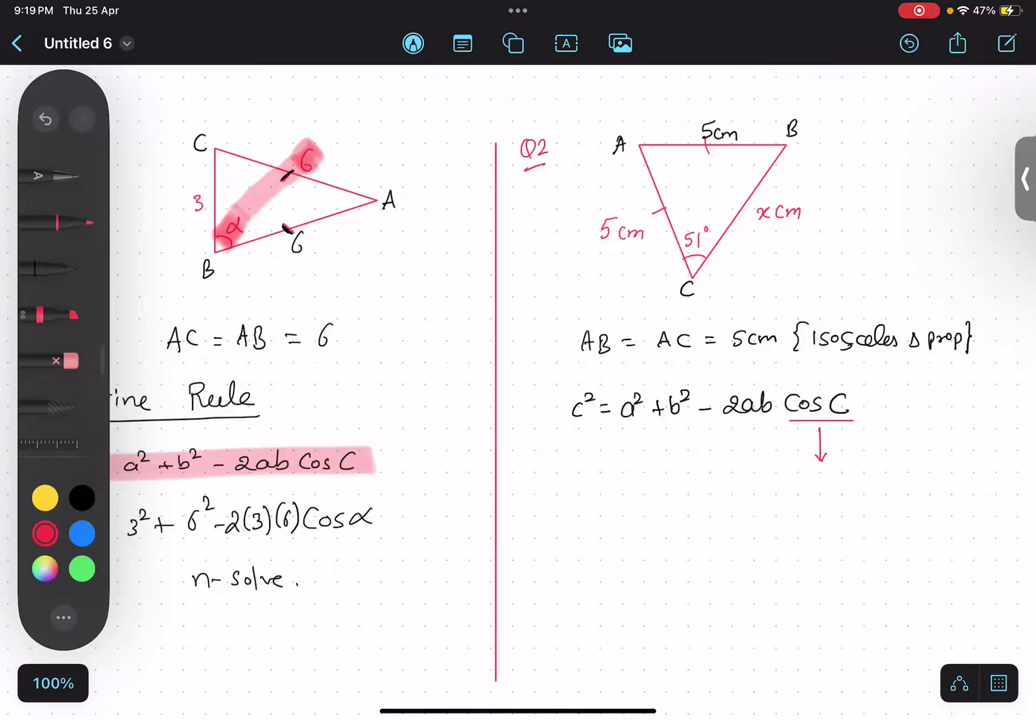 9:19 PM Thu 25 Apr
47%
Untitled 6
C
6
3
α
A
6
B
AC = AB = 6
ine Rule
a² + b² - 2ab Cos C
3² + 6² - 2(3)(6) Cos α
n-solve.
Q2
A
5cm
B
5 cm
x cm
51°
C
AB = AC = 5cm {Isosceles Δ prop}
c² = a² + b² - 2ab Cos C
100%